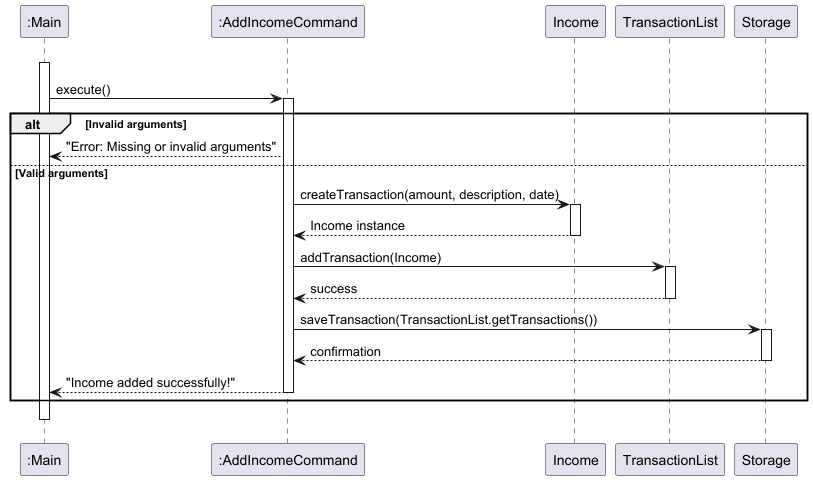 :Main
:AddIncomeCommand
Income
TransactionList
Storage
execute()
alt
[Invalid arguments]
"Error: Missing or invalid arguments"
[Valid arguments]
createTransaction(amount, description, date)
Income instance
addTransaction(Income)
success
saveTransaction(TransactionList.getTransactions())
confirmation
"Income added successfully!"
:Main
:AddIncomeCommand
Income
TransactionList
Storage